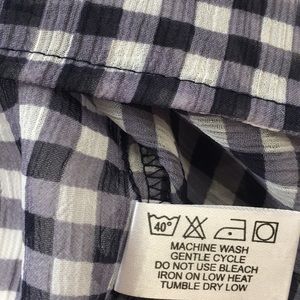 40°
MACHINE WASH
GENTLE CYCLE
DO NOT USE BLEACH
IRON ON LOW HEAT
TUMBLE DRY LOW